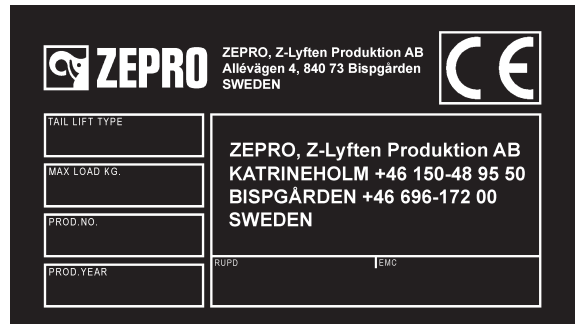 ZEPRO
ZEPRO, Z-Lyften Produktion AB
Allévägen 4, 840 73 Bispgården
SWEDEN
CE
TAIL LIFT TYPE
MAX LOAD KG.
PROD.NO.
PROD.YEAR
ZEPRO, Z-Lyften Produktion AB
KATRINEHOLM +46 150-48 95 50
BISPGÅRDEN +46 696-172 00
SWEDEN
RUPD
EMC